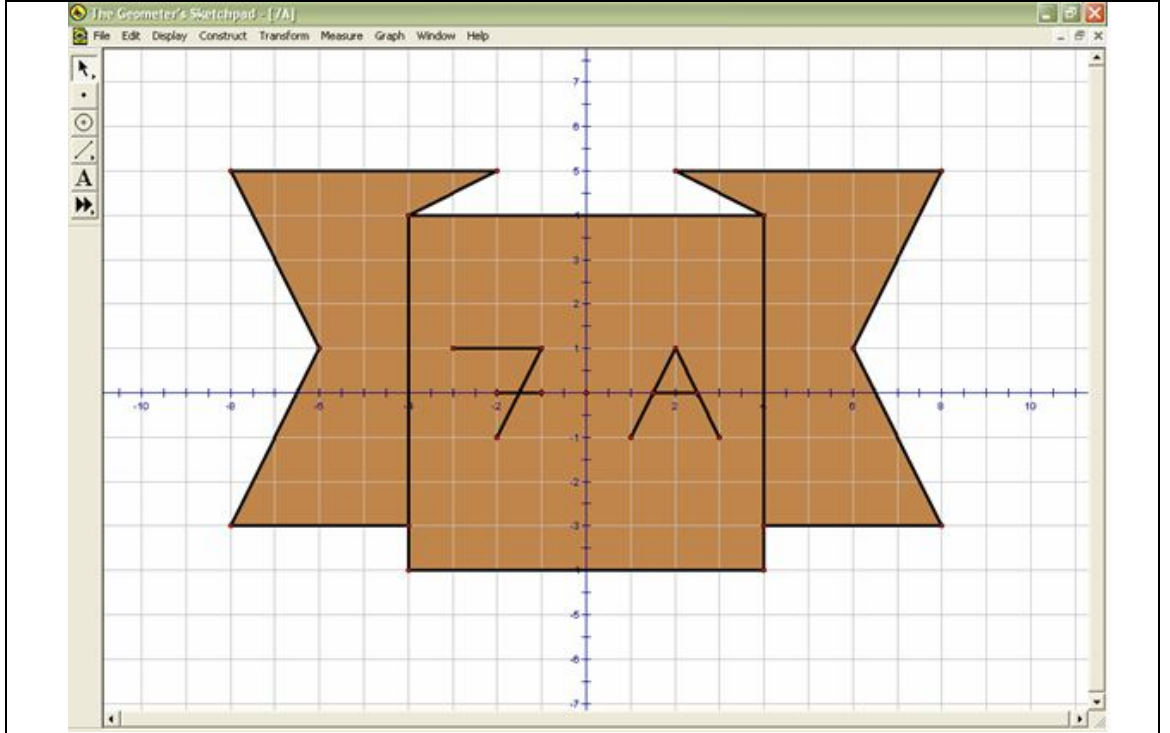 The Geometer's Sketchpad - [7A]
File Edit Display Construct Transform Measure Graph Window Help
A
7
6
5
4
3
2
1
7 A
-10 -8 -6 -4 -2 2 4 6 8 10
-1
-2
-3
-4
-5
-6
-7